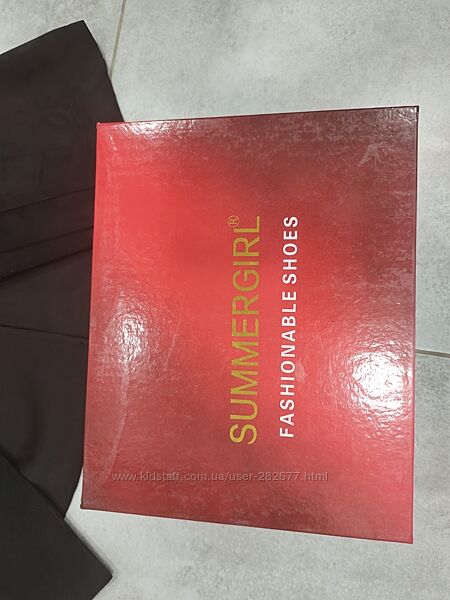 SUMMERGIRL®
FASHIONABLE SHOES
www.kidstaff.com.ua/user-282677.html